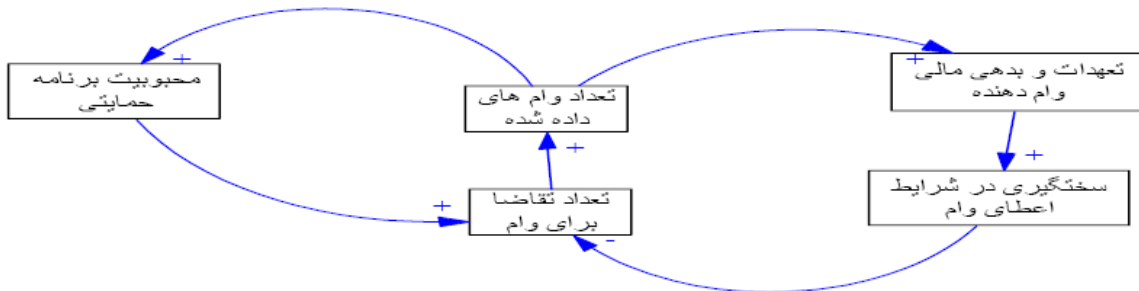 محبوبیت برنامه
حمایتی
تعداد وام های
داده شده
تعهدات و بدهی مالی
وام دهنده
تعداد تقاضا
برای وام
سختگیری در شرایط
اعطای وام
+
+
+
+
+
+
-